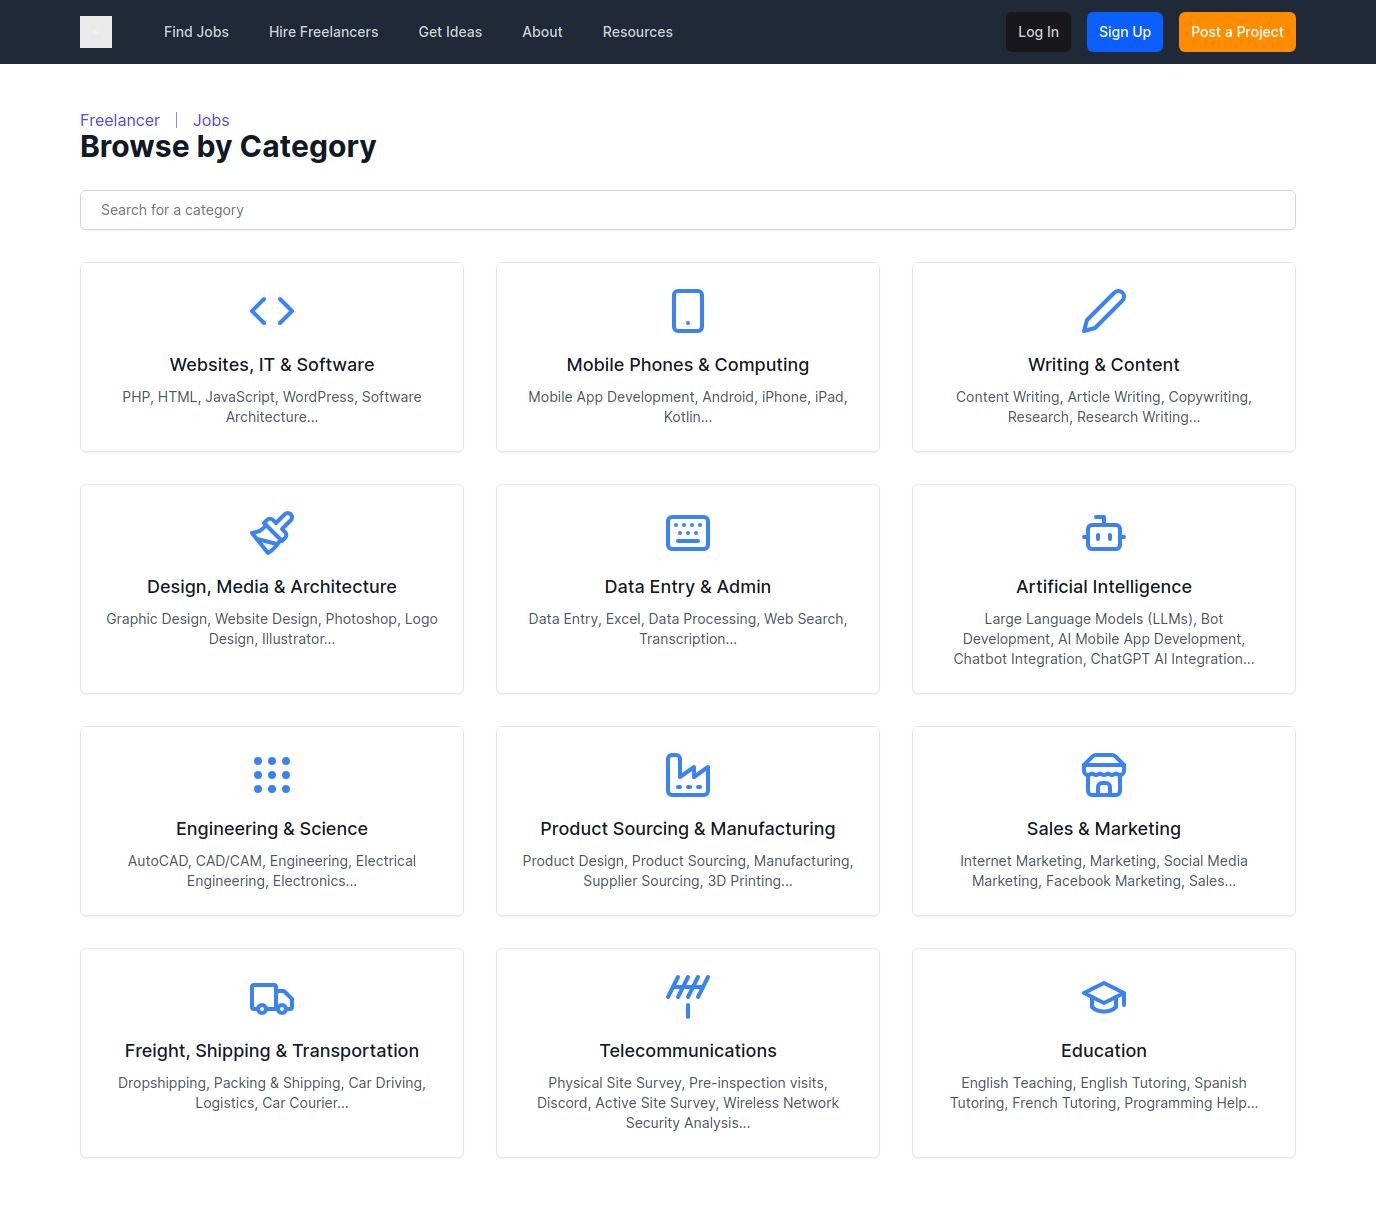 Find Jobs
Hire Freelancers
Get Ideas
About
Resources
Log In
Sign Up
Post a Project
Freelancer
Jobs
Browse by Category
Search for a category
Websites, IT & Software
PHP, HTML, JavaScript, WordPress, Software
Architecture...
Mobile Phones & Computing
Mobile App Development, Android, iPhone, iPad,
Kotlin...
Writing & Content
Content Writing, Article Writing, Copywriting,
Research, Research Writing...
Design, Media & Architecture
Graphic Design, Website Design, Photoshop, Logo
Design, Illustrator...
Data Entry & Admin
Data Entry, Excel, Data Processing, Web Search,
Transcription...
Artificial Intelligence
Large Language Models (LLMs), Bot
Development, AI Mobile App Development,
Chatbot Integration, ChatGPT AI Integration...
Engineering & Science
AutoCAD, CAD/CAM, Engineering, Electrical
Engineering, Electronics...
Product Sourcing & Manufacturing
Product Design, Product Sourcing, Manufacturing,
Supplier Sourcing, 3D Printing...
Sales & Marketing
Internet Marketing, Marketing, Social Media
Marketing, Facebook Marketing, Sales...
Freight, Shipping & Transportation
Dropshipping, Packing & Shipping, Car Driving,
Logistics, Car Courier...
Telecommunications
Physical Site Survey, Pre-inspection visits,
Discord, Active Site Survey, Wireless Network
Security Analysis...
Education
English Teaching, English Tutoring, Spanish
Tutoring, French Tutoring, Programming Help...